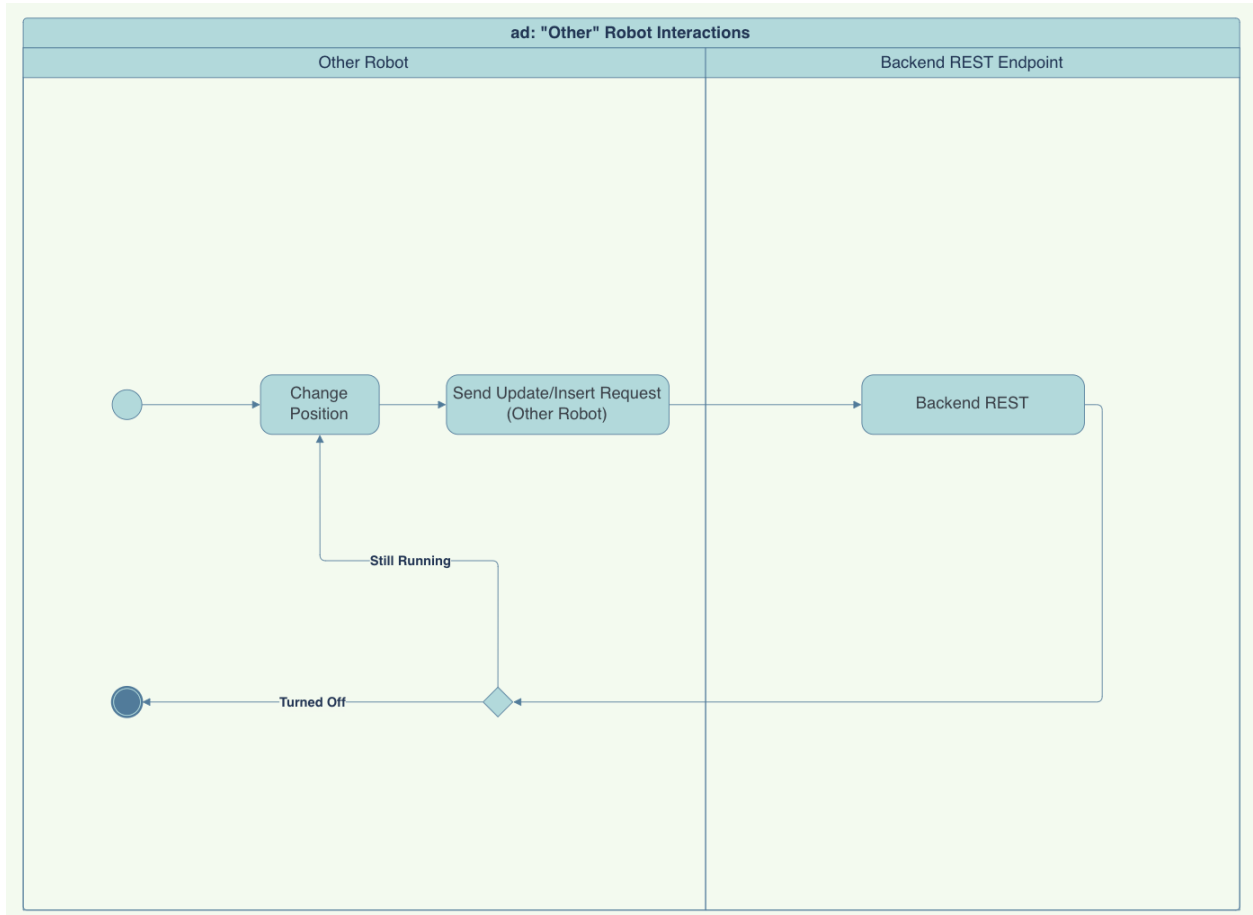 ad: "Other" Robot Interactions
Other Robot
Backend REST Endpoint
Change
Position
Send Update/Insert Request
(Other Robot)
Backend REST
Still Running
Turned Off